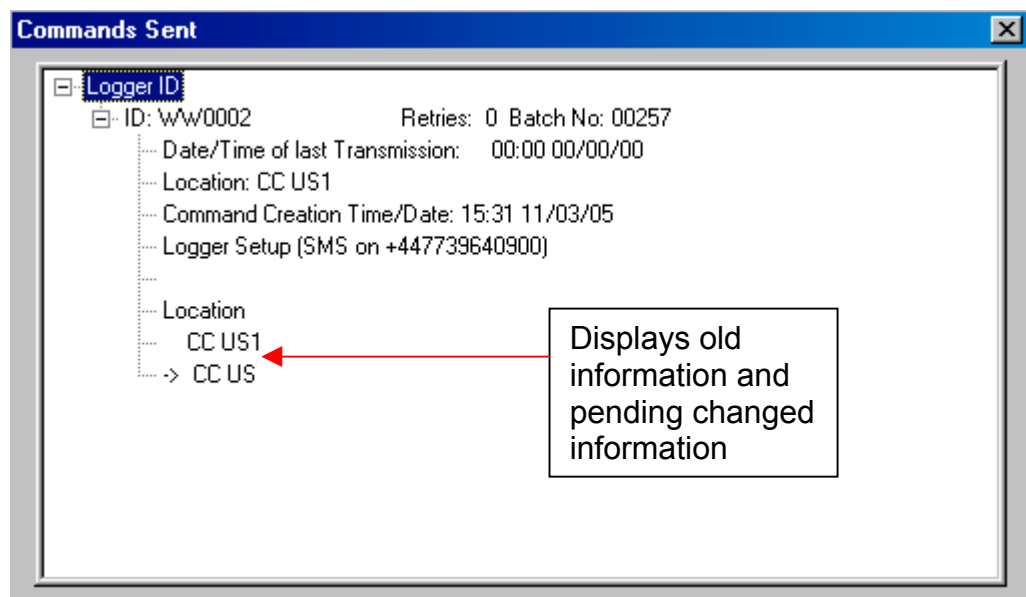 Commands Sent
Logger ID
ID: WW0002 Retries: 0 Batch No: 00257
Date/Time of last Transmission: 00:00 00/00/00
Location: CC US1
Command Creation Time/Date: 15:31 11/03/05
Logger Setup (SMS on +447739640900)
Location
CC US1
-> CC US
Displays old
information and
pending changed
information